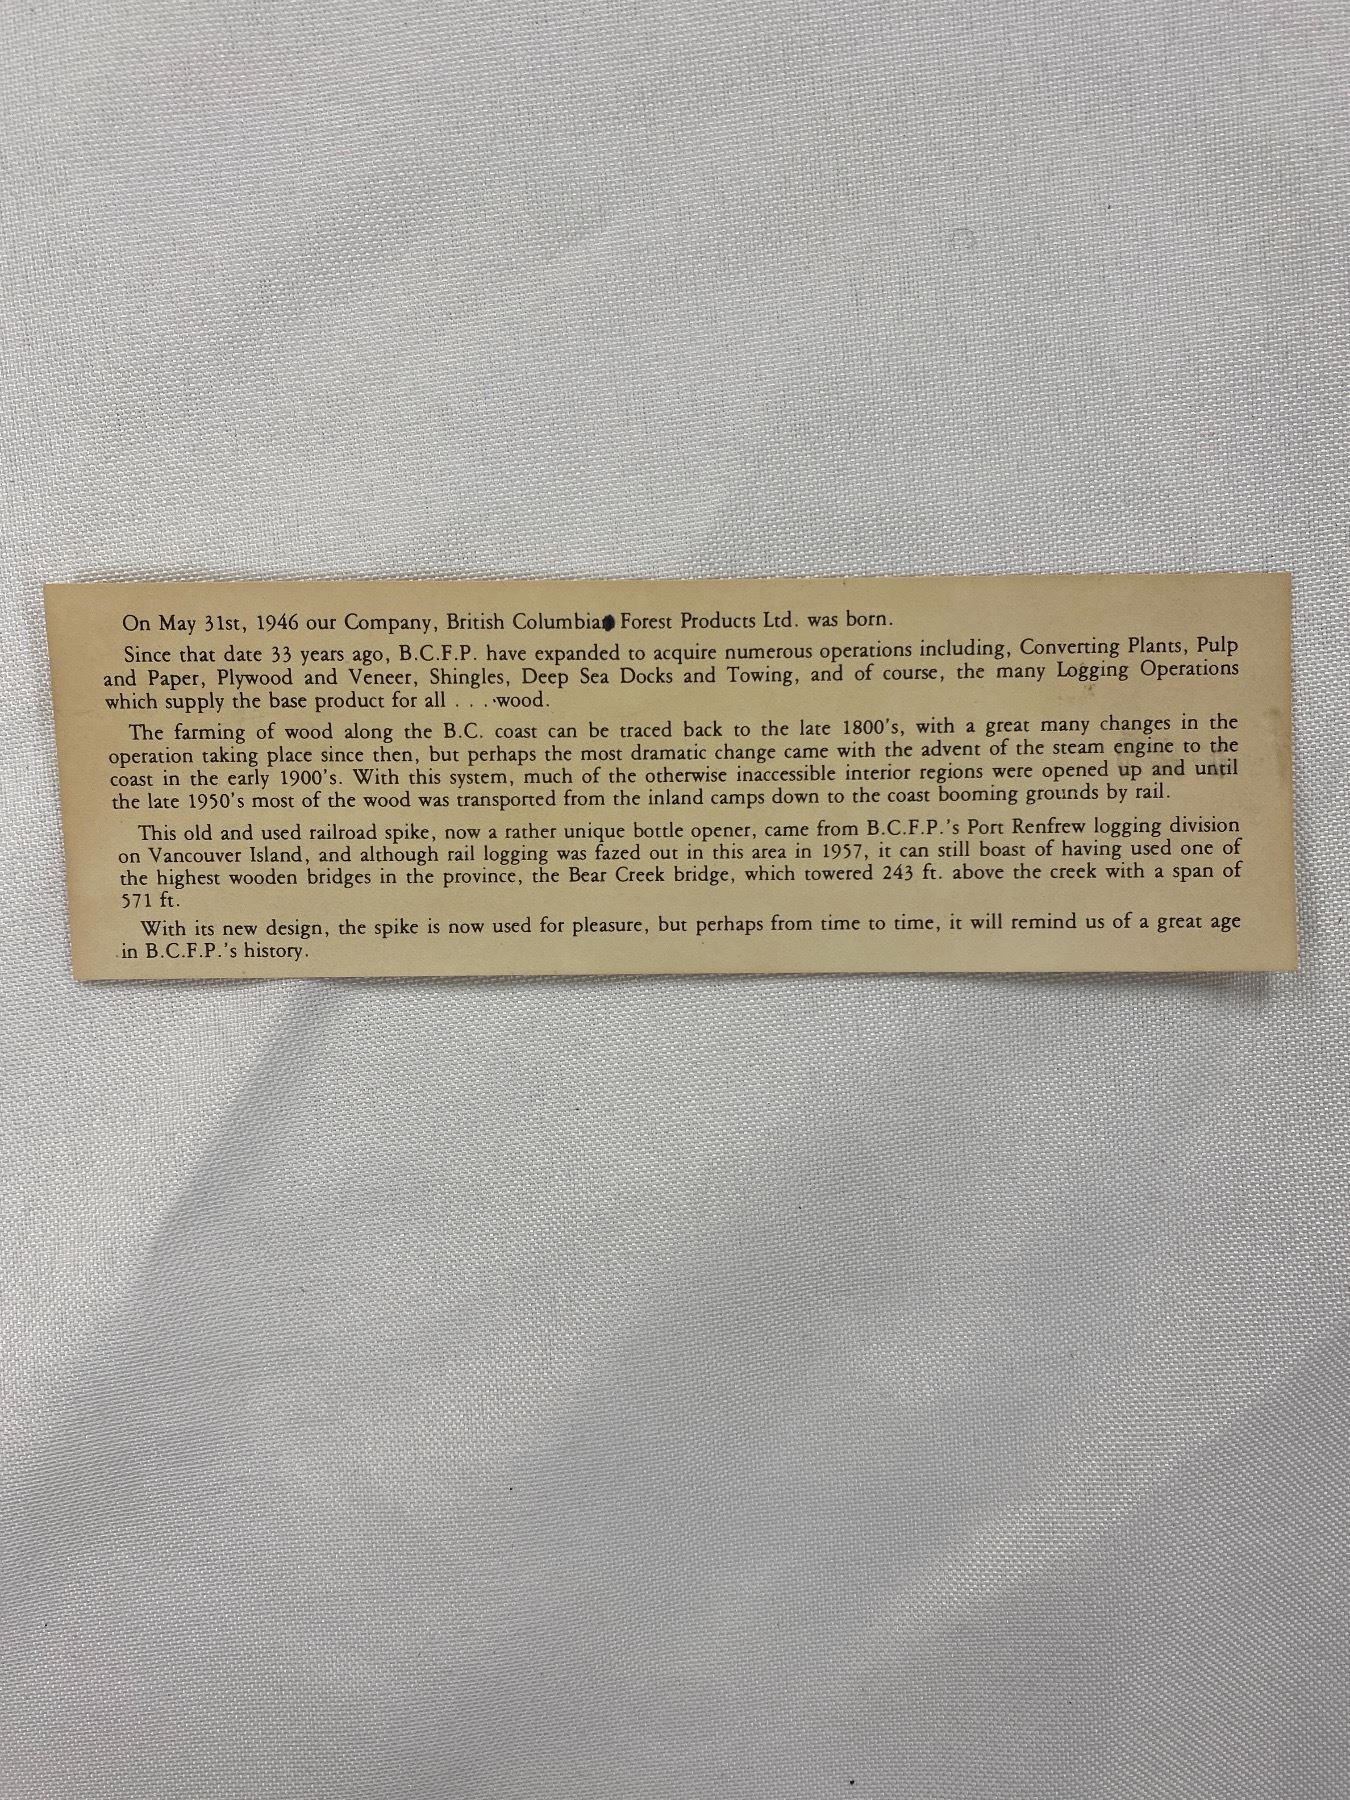 On May 31st, 1946 our Company, British Columbia Forest Products Ltd. was born.
Since that date 33 years ago, B.C.F.P. have expanded to acquire numerous operations including, Converting Plants, Pulp
and Paper, Plywood and Veneer, Shingles, Deep Sea Docks and Towing, and of course, the many Logging Operations
which supply the base product for all . . . wood.
The farming of wood along the B.C. coast can be traced back to the late 1800's, with a great many changes in the
operation taking place since then, but perhaps the most dramatic change came with the advent of the steam engine to the
coast in the early 1900's. With this system, much of the otherwise inaccessible interior regions were opened up and until
the late 1950's most of the wood was transported from the inland camps down to the coast booming grounds by rail.
This old and used railroad spike, now a rather unique bottle opener, came from B.C.F.P.'s Port Renfrew logging division
on Vancouver Island, and although rail logging was fazed out in this area in 1957, it can still boast of having used one of
the highest wooden bridges in the province, the Bear Creek bridge, which towered 243 ft. above the creek with a span of
571 ft.
With its new design, the spike is now used for pleasure, but perhaps from time to time, it will remind us of a great age
in B.C.F.P.'s history.